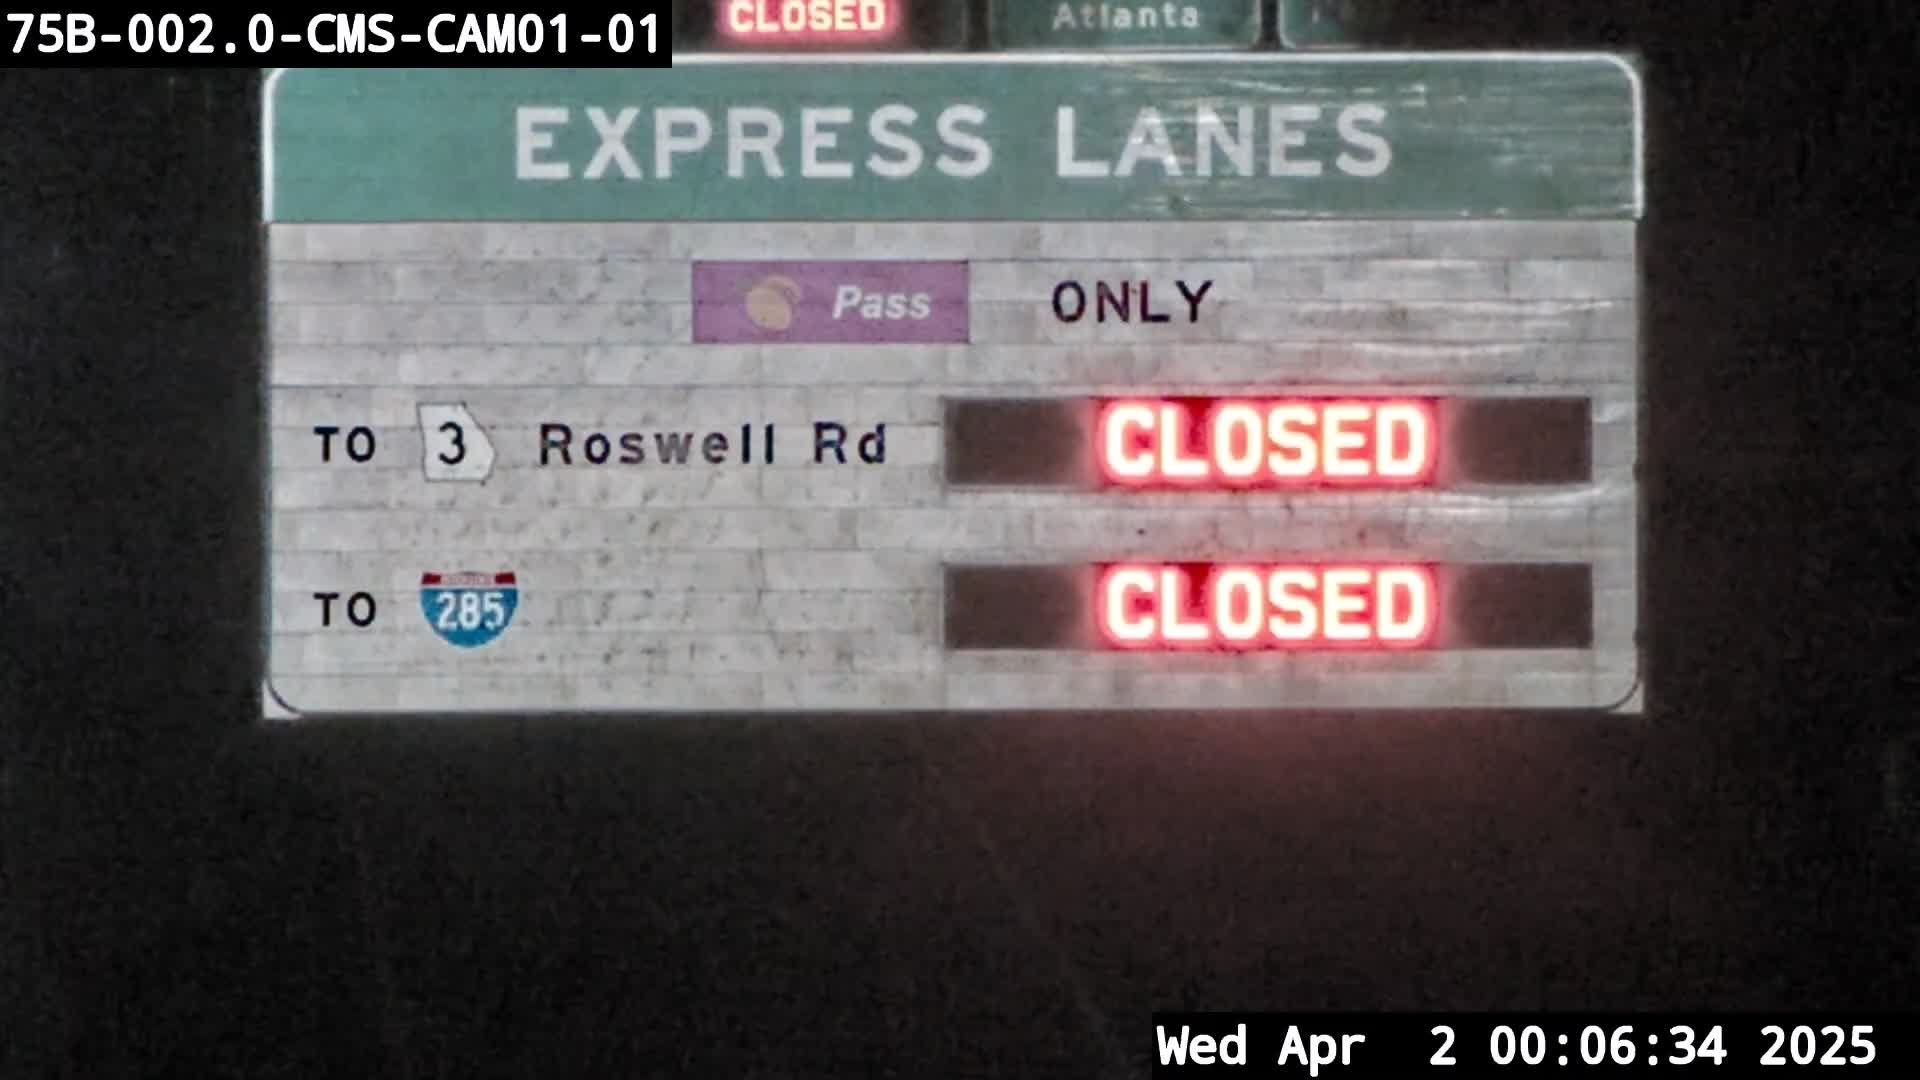 75B-002.0-CMS-CAM01-01
CLOSED
Atlanta
EXPRESS LANES
Pass ONLY
TO 3 Roswell Rd CLOSED
TO 285 CLOSED
Wed Apr 2 00:06:34 2025